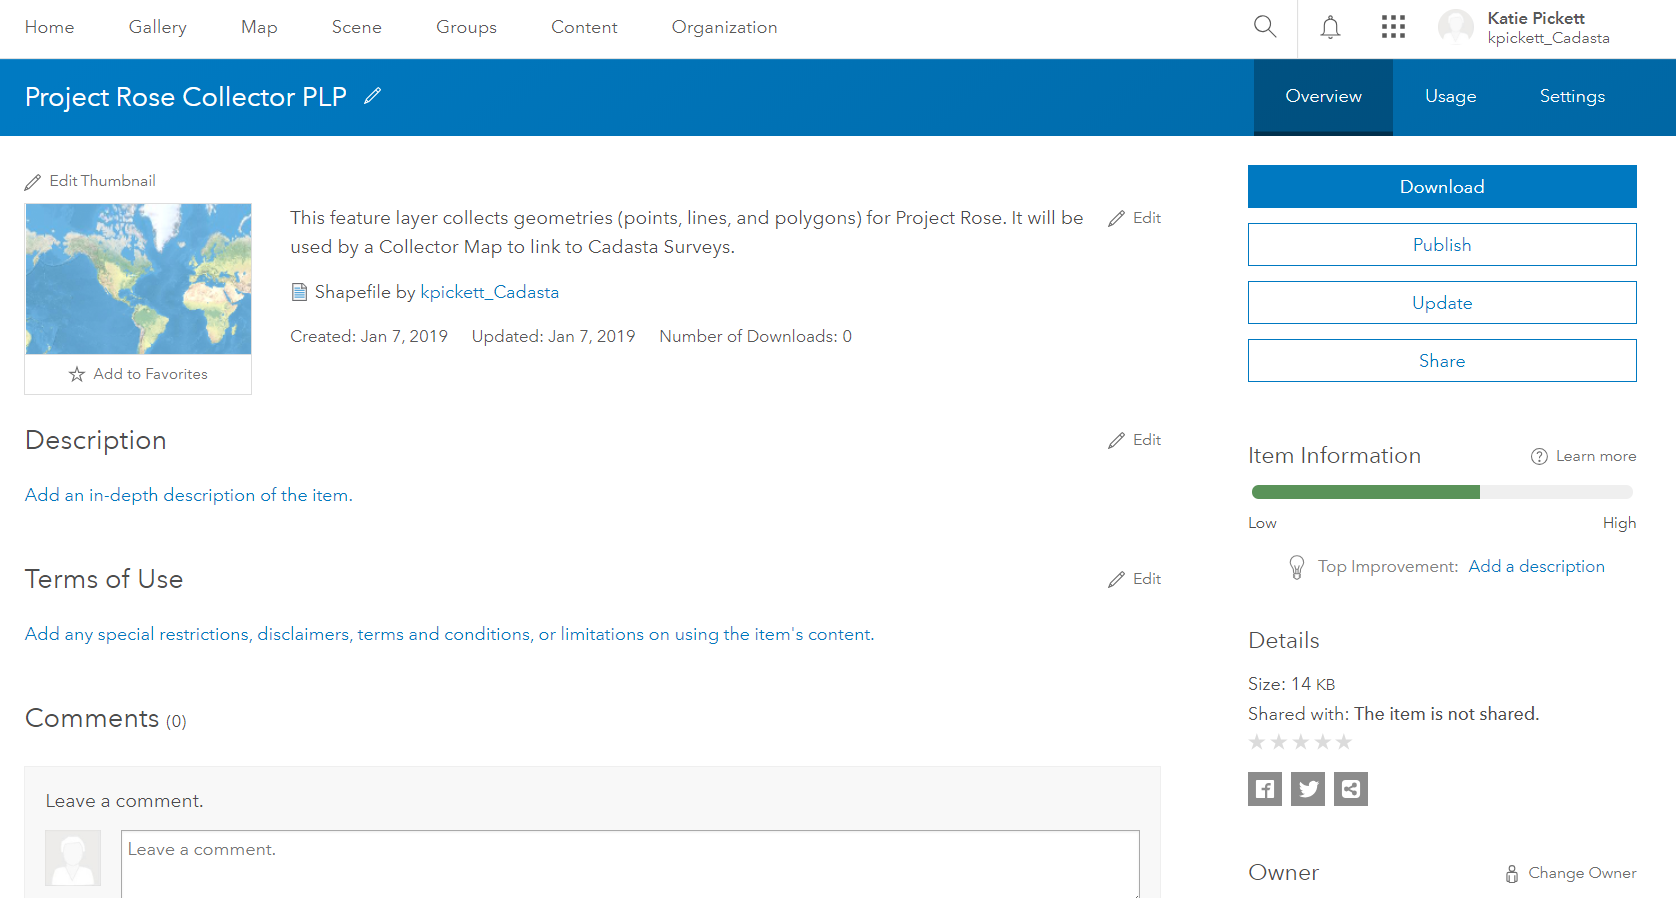 Home Gallery Map Scene Groups Content Organization
Katie Pickett
kpickett_Cadasta
Project Rose Collector PLP
Overview Usage Settings
Edit Thumbnail
Add to Favorites
This feature layer collects geometries (points, lines, and polygons) for Project Rose. It will be
used by a Collector Map to link to Cadasta Surveys.
Edit
Shapefile by kpickett_Cadasta
Created: Jan 7, 2019 Updated: Jan 7, 2019 Number of Downloads: 0
Description
Edit
Add an in-depth description of the item.
Terms of Use
Edit
Add any special restrictions, disclaimers, terms and conditions, or limitations on using the item's content.
Comments (0)
Leave a comment.
Leave a comment.
Download
Publish
Update
Share
Item Information
Learn more
Low High
Top Improvement: Add a description
Details
Size: 14 KB
Shared with: The item is not shared.
Owner
Change Owner